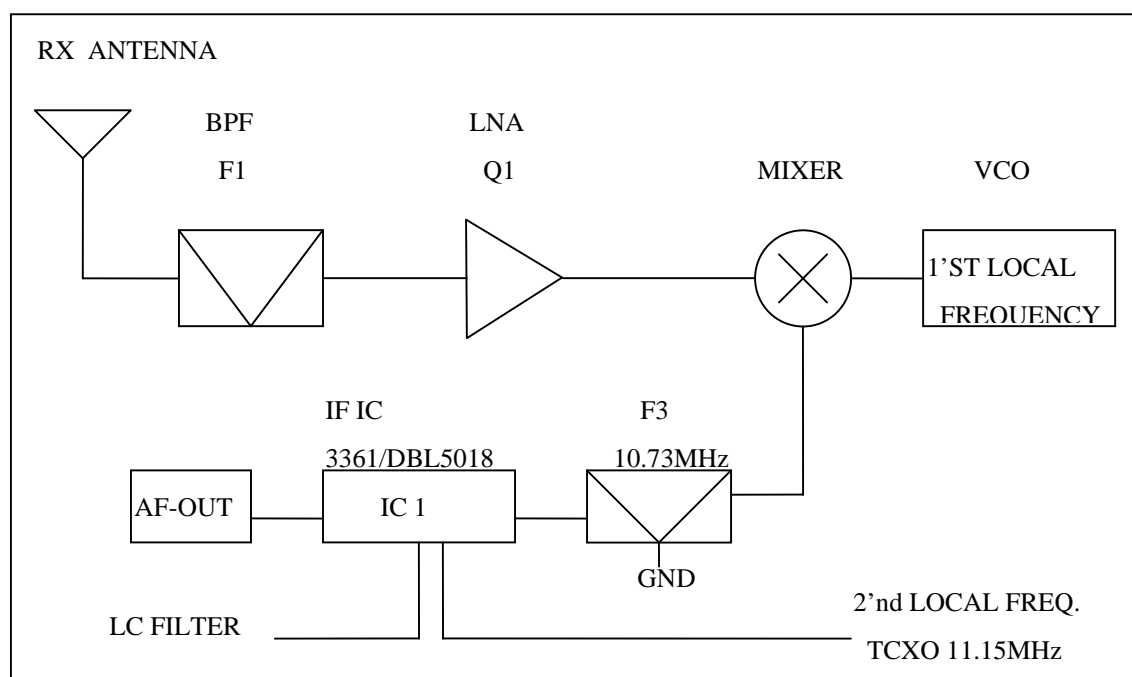 RX ANTENNA
BPF
F1
LNA
Q1
MIXER
VCO
1'ST LOCAL
FREQUENCY
IF IC
3361/DBL5018
IC 1
F3
10.73MHz
AF-OUT
GND
LC FILTER
2'nd LOCAL FREQ.
TCXO 11.15MHz